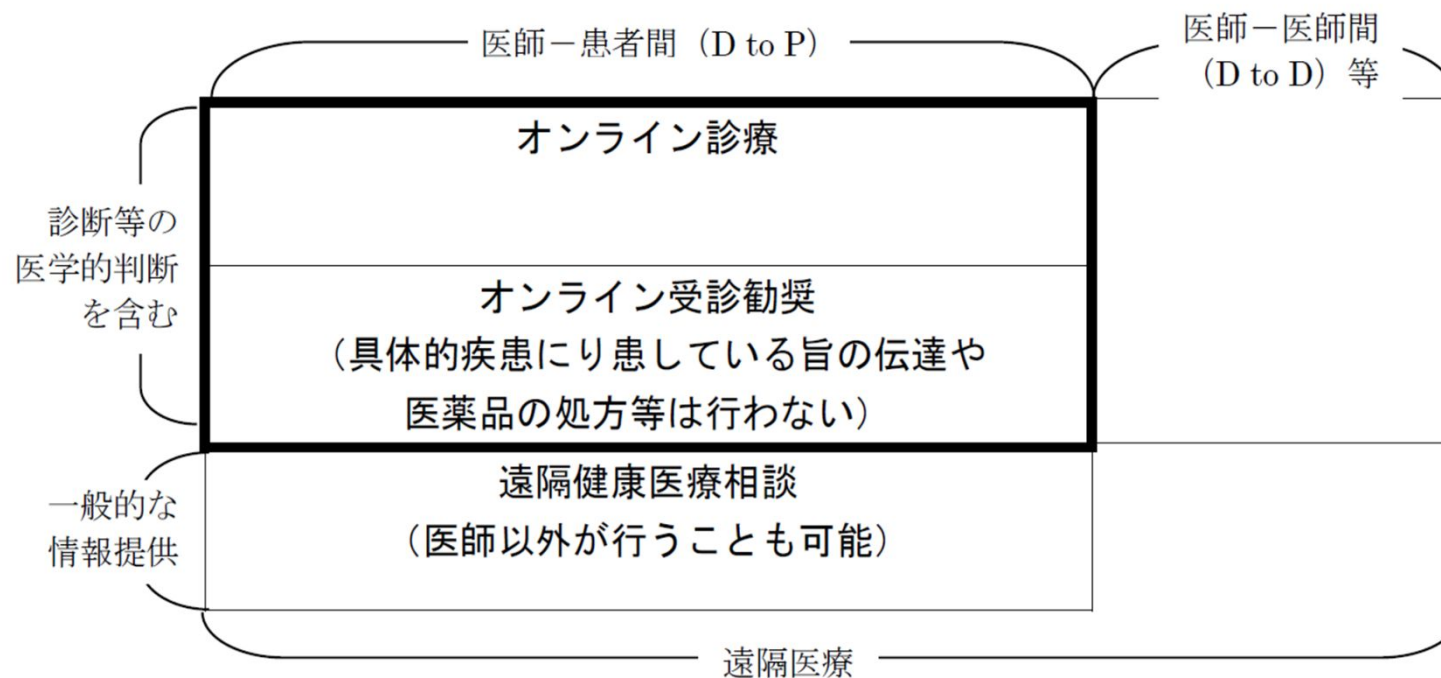 医師－患者間（D to P）
医師－医師間
（D to D）等
オンライン診療
診断等の
医学的判断
を含む
オンライン受診勧奨
（具体的疾患にり患している旨の伝達や
医薬品の処方等は行わない）
一般的な
情報提供
遠隔健康医療相談
（医師以外が行うことも可能）
遠隔医療